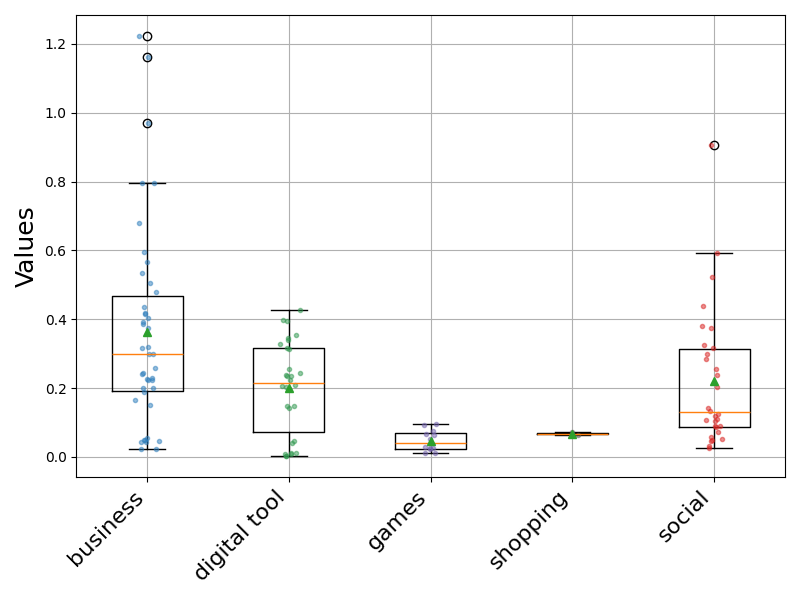 1.2
1.0
0.8
0.6
0.4
0.2
0.0
Values
business
digital tool
games
shopping
social